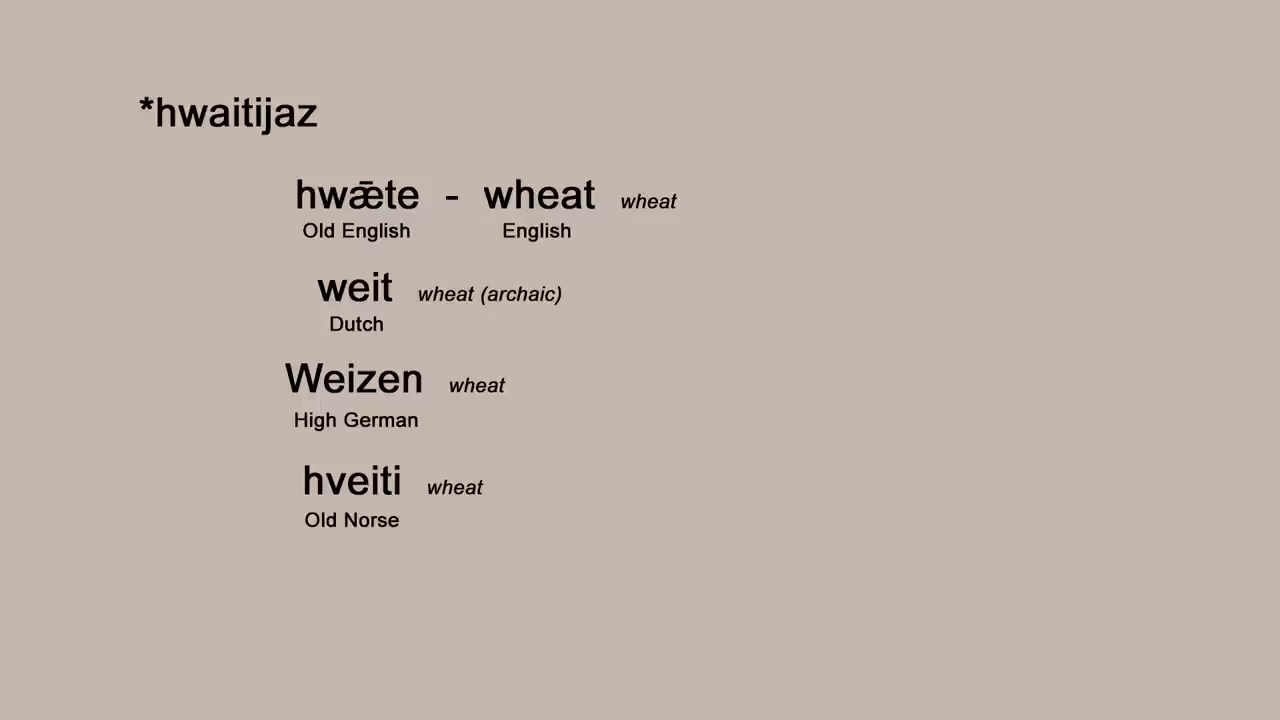 *hwaitijaz
hwǣte - wheat wheat
Old English English
weit wheat (archaic)
Dutch
Weizen wheat
High German
hveiti wheat
Old Norse